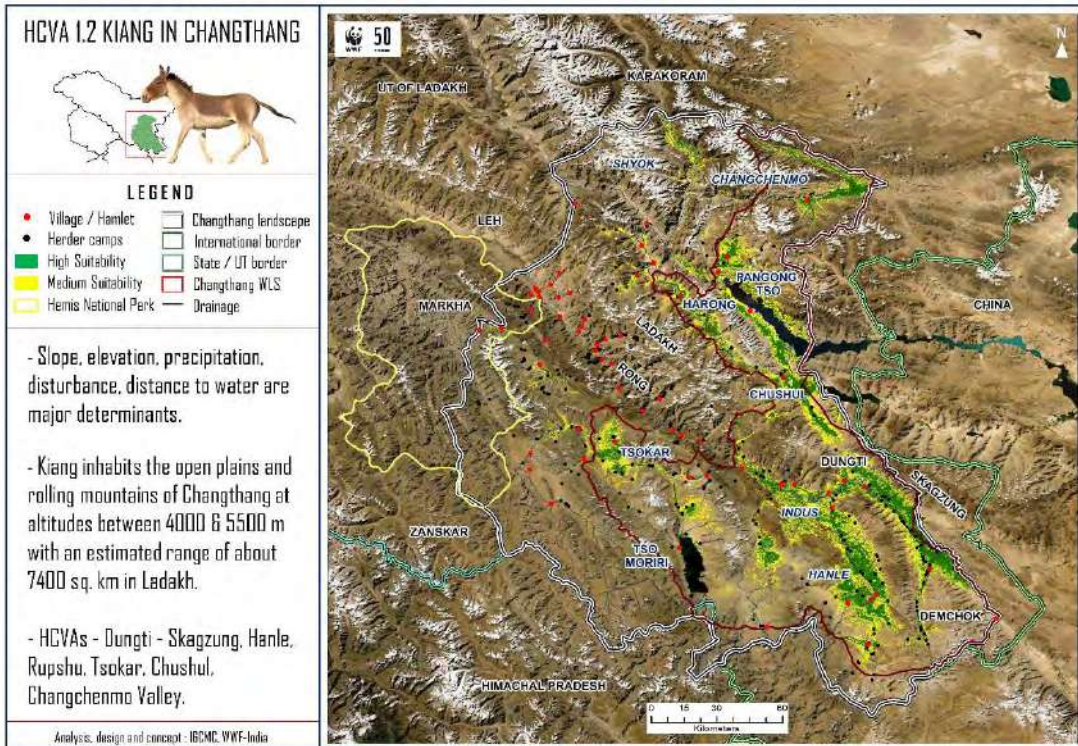 HCVA 1.2 KIANG IN CHANGTHANG
LEGEND
Village / Hamlet
Herder camps
High Suitability
Medium Suitability
Hemis National Park
Changthang landscape
International border
State / UT border
Changthang WLS
Drainage
- Slope, elevation, precipitation,
disturbance, distance to water are
major determinants.
- Kiang inhabits the open plains and
rolling mountains of Changthang at
altitudes between 4000 & 5500 m
with an estimated range of about
7400 sq. km in Ladakh.
- HCVAs - Dungti - Skagzung, Hanle,
Rupshu, Tsokar, Chushul,
Changchenmo Valley.
Analysis, design and concept : IGCMC, WWF-India
WWF
50
N
KARAKORAM
UT OF LADAKH
SHYOK
CHANGCHENMO
LEH
PANGONG
TSO
HARONG
CHINA
MARKHA
LADAKH
RONG
CHUSHUL
TSOKAR
DUNGTI
SKAGZUNG
INDUS
ZANSKAR
TSO
MORIRI
HANLE
DEMCHOK
HIMACHAL PRADESH
0 15 30 45 60
Kilometers